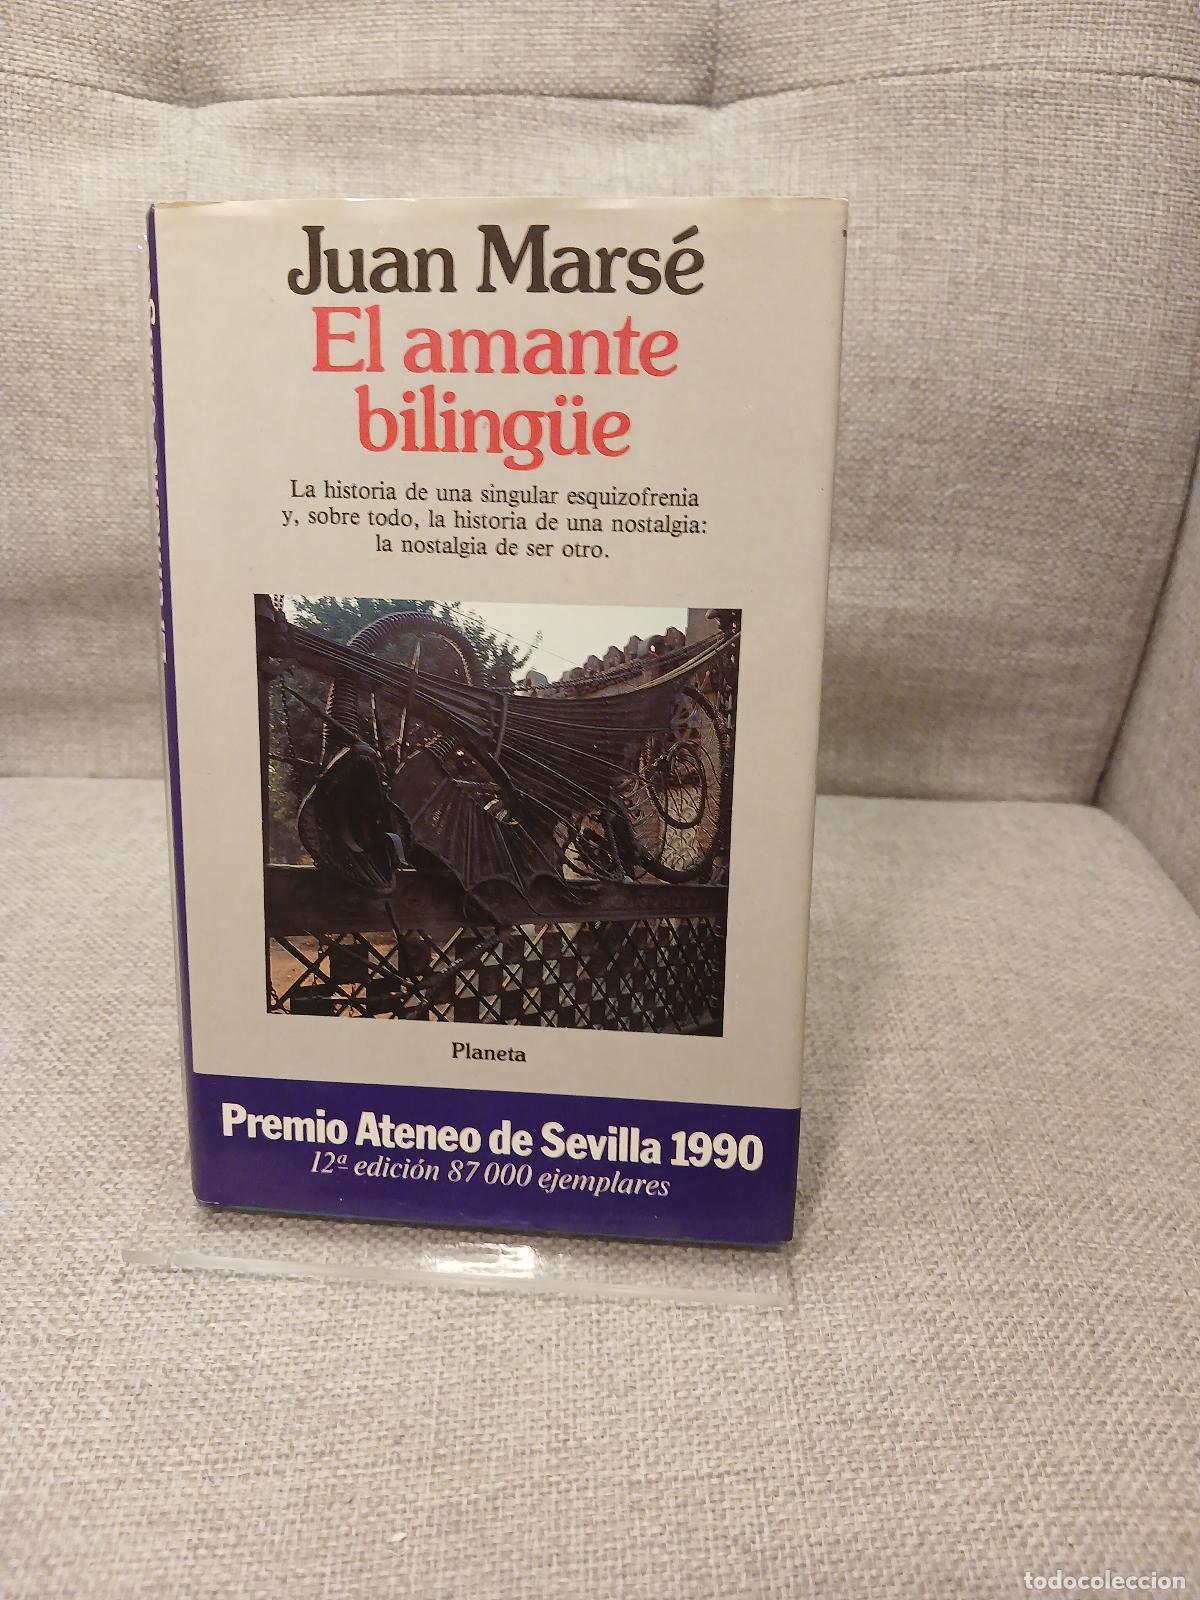 Juan Marsé
El amante
bilingüe
La historia de una singular esquizofrenia
y, sobre todo, la historia de una nostalgia:
la nostalgia de ser otro.
Planeta
Premio Ateneo de Sevilla 1990
12ª edición 87 000 ejemplares
todocoleccion